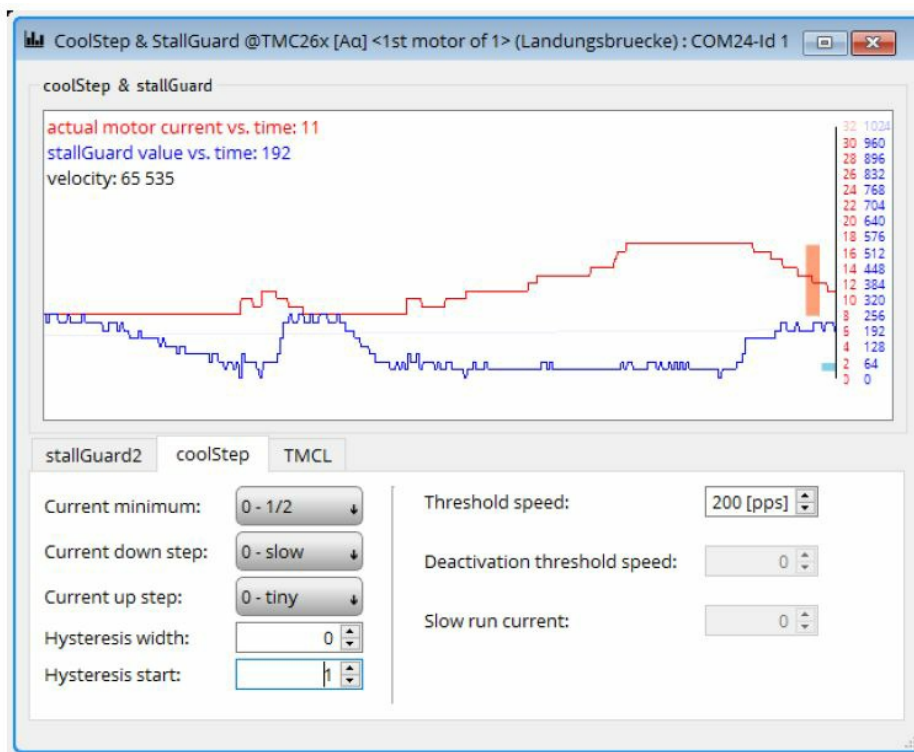 CoolStep & StallGuard @TMC26x [Aα] <1st motor of 1> (Landungsbruecke) : COM24-Id 1
coolStep & stallGuard
actual motor current vs. time: 11
stallGuard value vs. time: 192
velocity: 65 535
32 1024
30 960
28 896
26 832
24 768
22 704
20 640
18 576
16 512
14 448
12 384
10 320
8 256
6 192
4 128
2 64
0 0
stallGuard2 coolStep TMCL
Current minimum: 0 - 1/2
Current down step: 0 - slow
Current up step: 0 - tiny
Hysteresis width: 0
Hysteresis start: 1
Threshold speed: 200 [pps]
Deactivation threshold speed: 0
Slow run current: 0